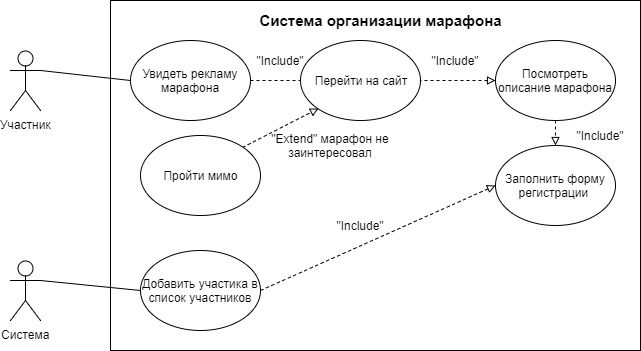 Система организации марафона
Увидеть рекламу
марафона
"Include"
Перейти на сайт
"Include"
Посмотреть
описание марафона
Участник
"Extend" марафон не
заинтересовал
"Include"
Пройти мимо
Заполнить форму
регистрации
"Include"
Добавить участика в
список участников
Система